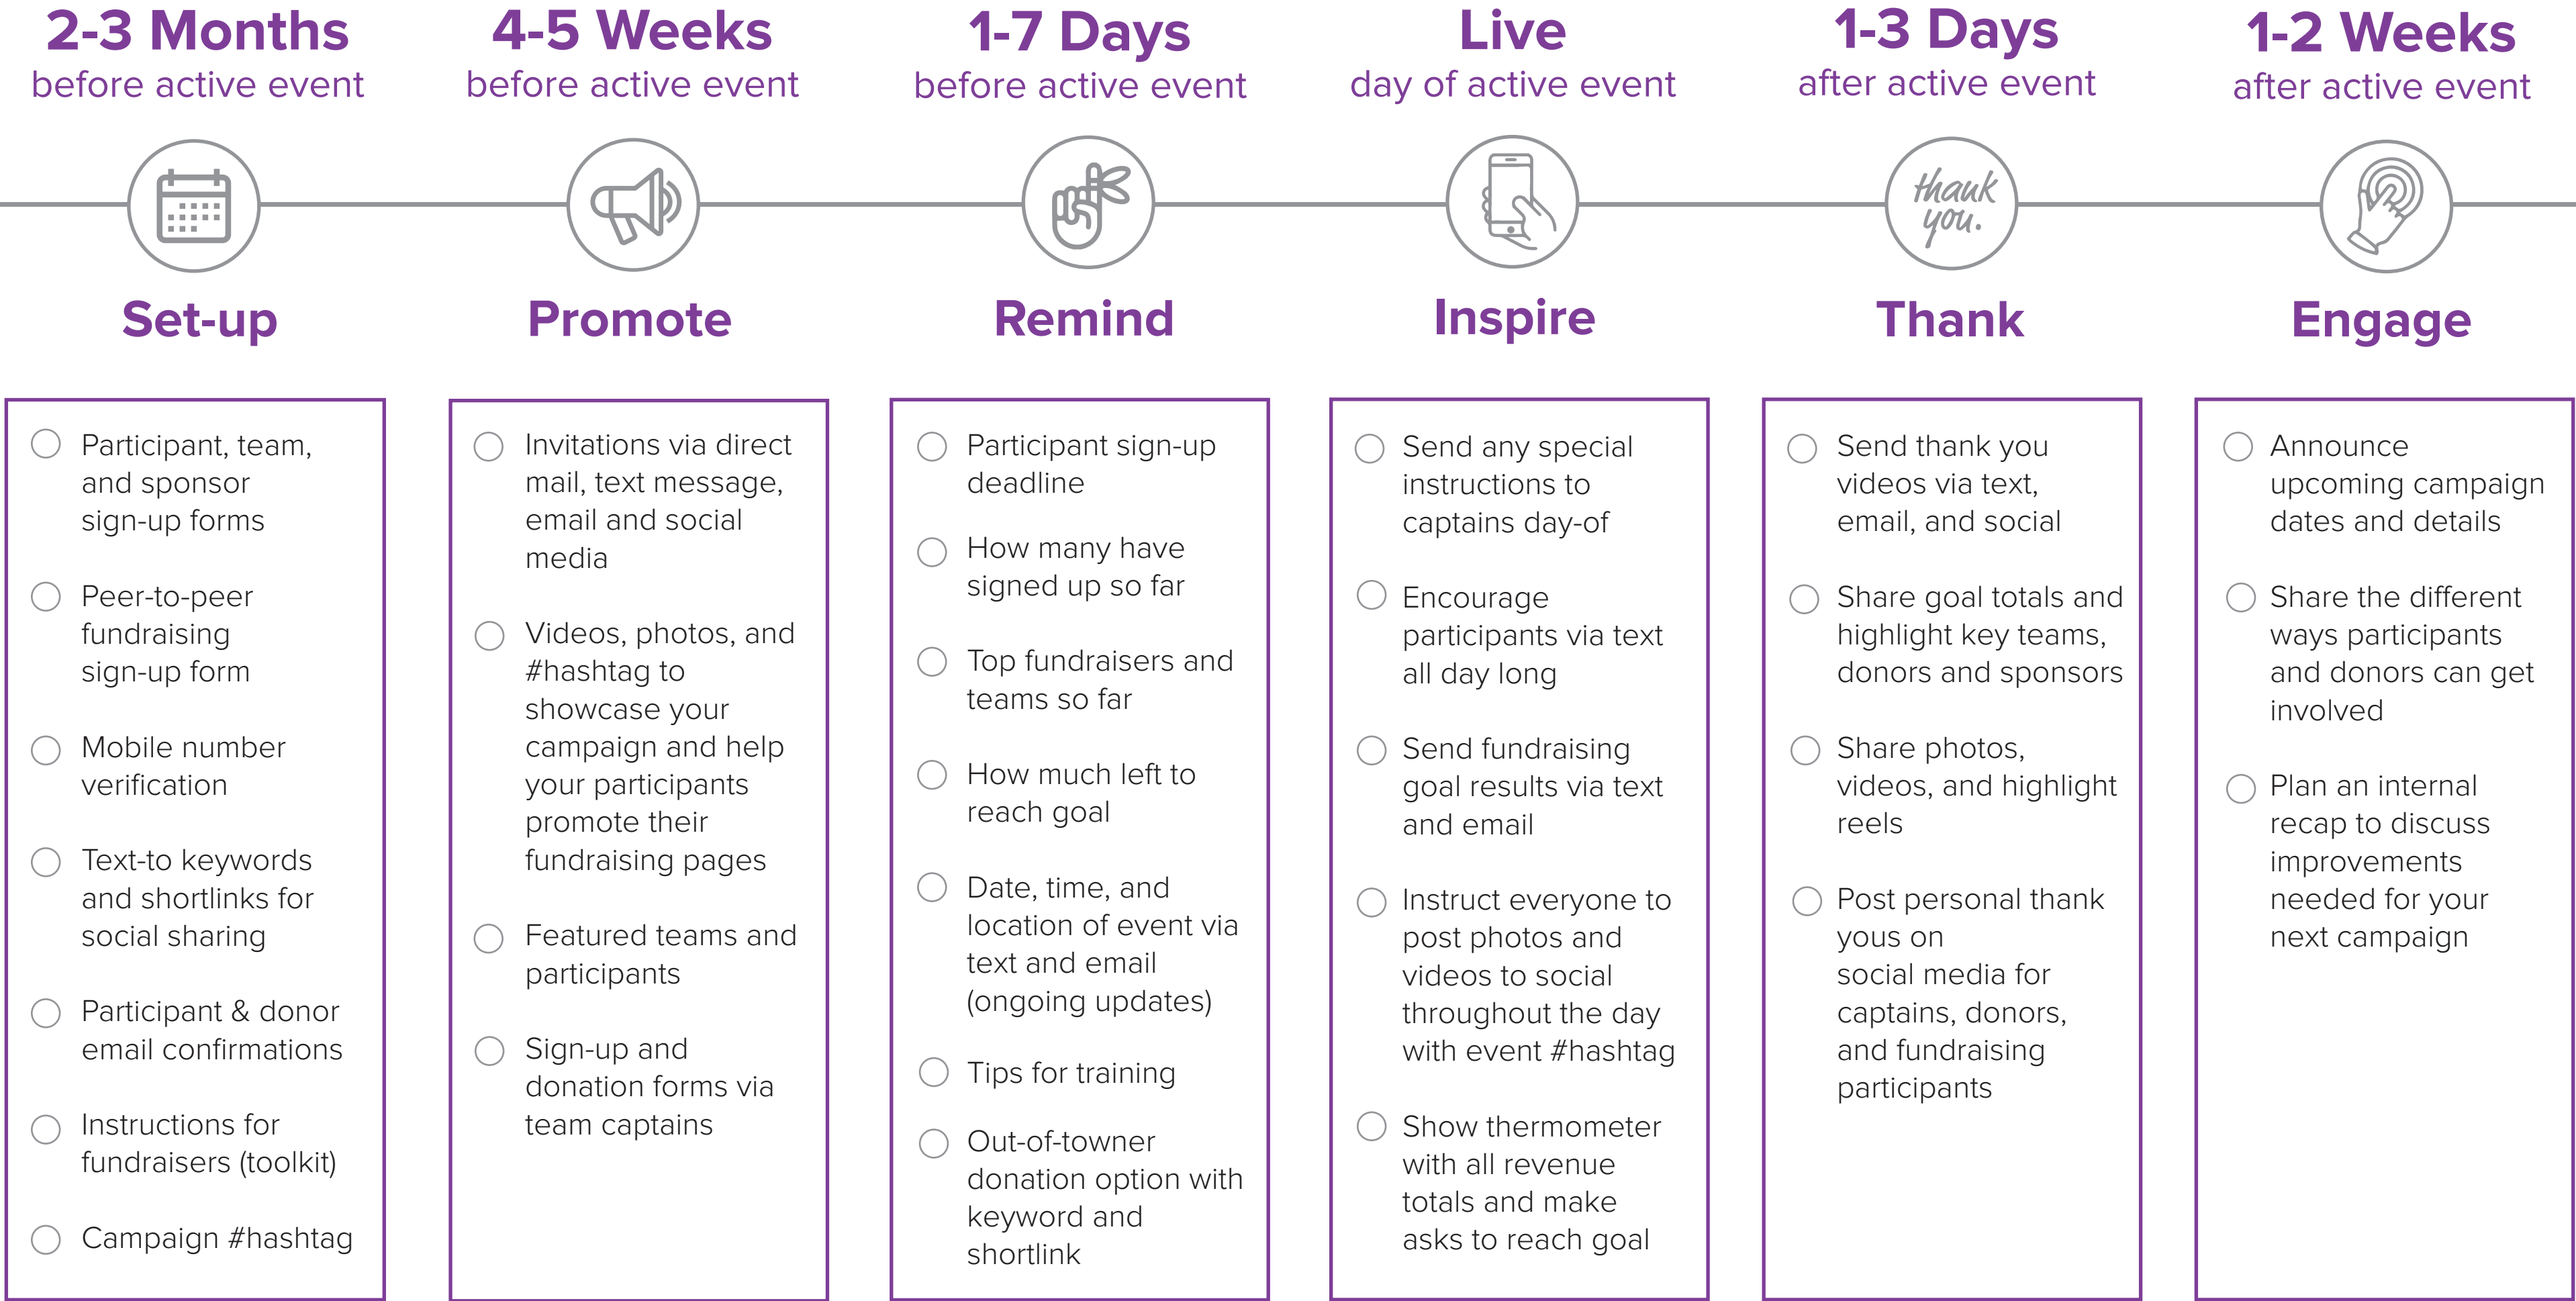 2-3 Months
before active event
4-5 Weeks
before active event
1-7 Days
before active event
Live
day of active event
1-3 Days
after active event
1-2 Weeks
after active event
thank
you.
Set-up
Promote
Remind
Inspire
Thank
Engage
Participant, team,
and sponsor
sign-up forms
Peer-to-peer
fundraising
sign-up form
Mobile number
verification
Text-to keywords
and shortlinks for
social sharing
Participant & donor
email confirmations
Instructions for
fundraisers (toolkit)
Campaign #hashtag
Invitations via direct
mail, text message,
email and social
media
Videos, photos, and
#hashtag to
showcase your
campaign and help
your participants
promote their
fundraising pages
Featured teams and
participants
Sign-up and
donation forms via
team captains
Participant sign-up
deadline
How many have
signed up so far
Top fundraisers and
teams so far
How much left to
reach goal
Date, time, and
location of event via
text and email
(ongoing updates)
Tips for training
Out-of-towner
donation option with
keyword and
shortlink
Send any special
instructions to
captains day-of
Encourage
participants via text
all day long
Send fundraising
goal results via text
and email
Instruct everyone to
post photos and
videos to social
throughout the day
with event #hashtag
Show thermometer
with all revenue
totals and make
asks to reach goal
Send thank you
videos via text,
email, and social
Share goal totals and
highlight key teams,
donors and sponsors
Share photos,
videos, and highlight
reels
Post personal thank
yous on
social media for
captains, donors,
and fundraising
participants
Announce
upcoming campaign
dates and details
Share the different
ways participants
and donors can get
involved
Plan an internal
recap to discuss
improvements
needed for your
next campaign